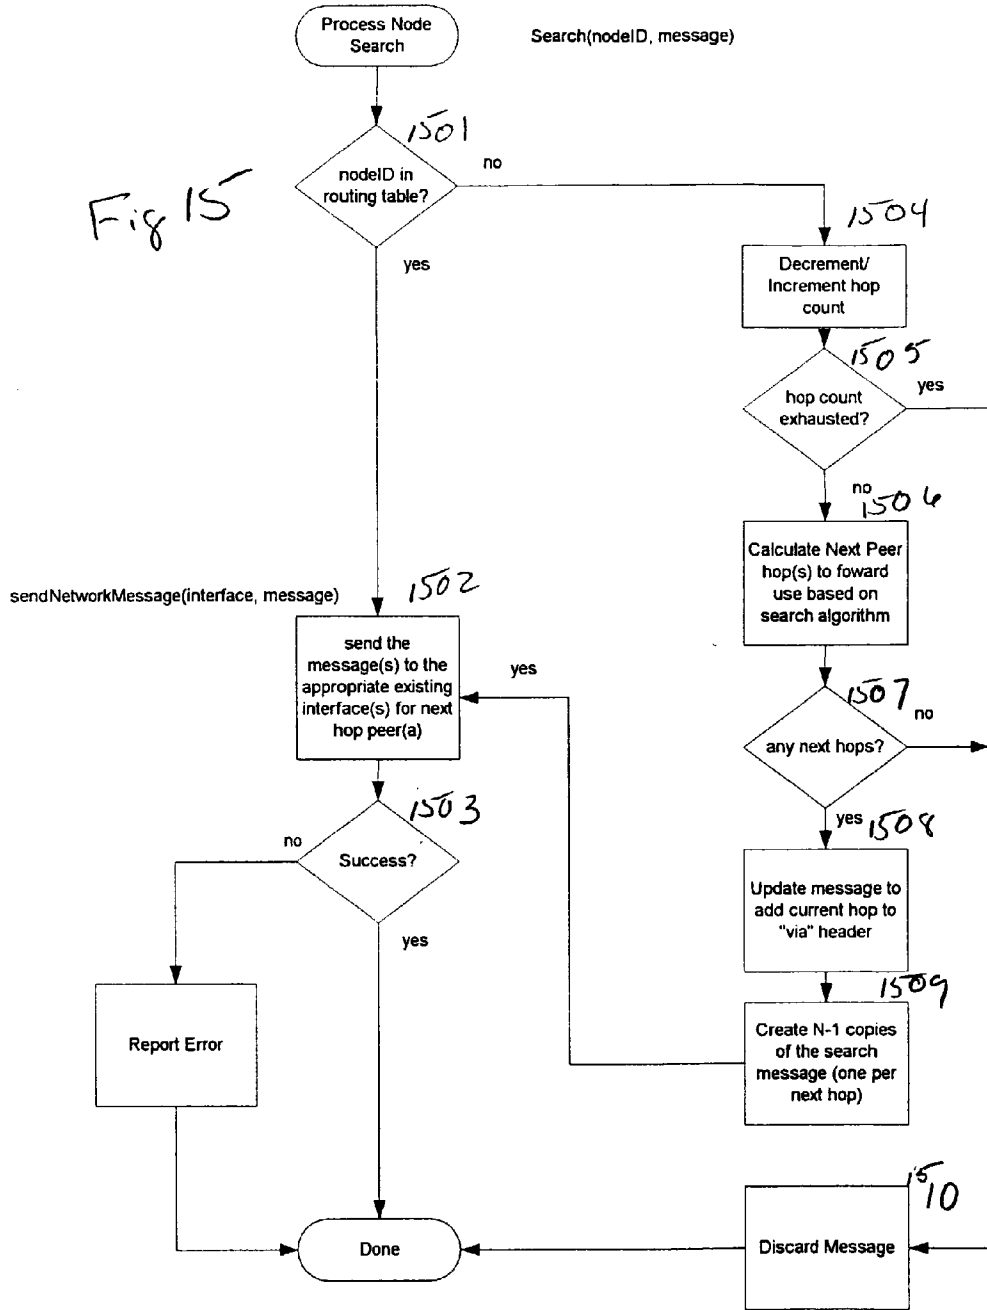 Process Node
Search
Search(nodeID, message)
1501
nodeID in
routing table?
no
yes
Fig 15
1504
Decrement/
Increment hop
count
1505
hop count
exhausted?
yes
no
1506
Calculate Next Peer
hop(s) to foward
use based on
search algorithm
sendNetworkMessage(interface, message)
1502
send the
message(s) to the
appropriate existing
interface(s) for next
hop peer(a)
yes
1507
any next hops?
no
yes
1503
Success?
no
yes
1508
Update message to
add current hop to
"via" header
1509
Create N-1 copies
of the search
message (one per
next hop)
Report Error
1510
Discard Message
Done